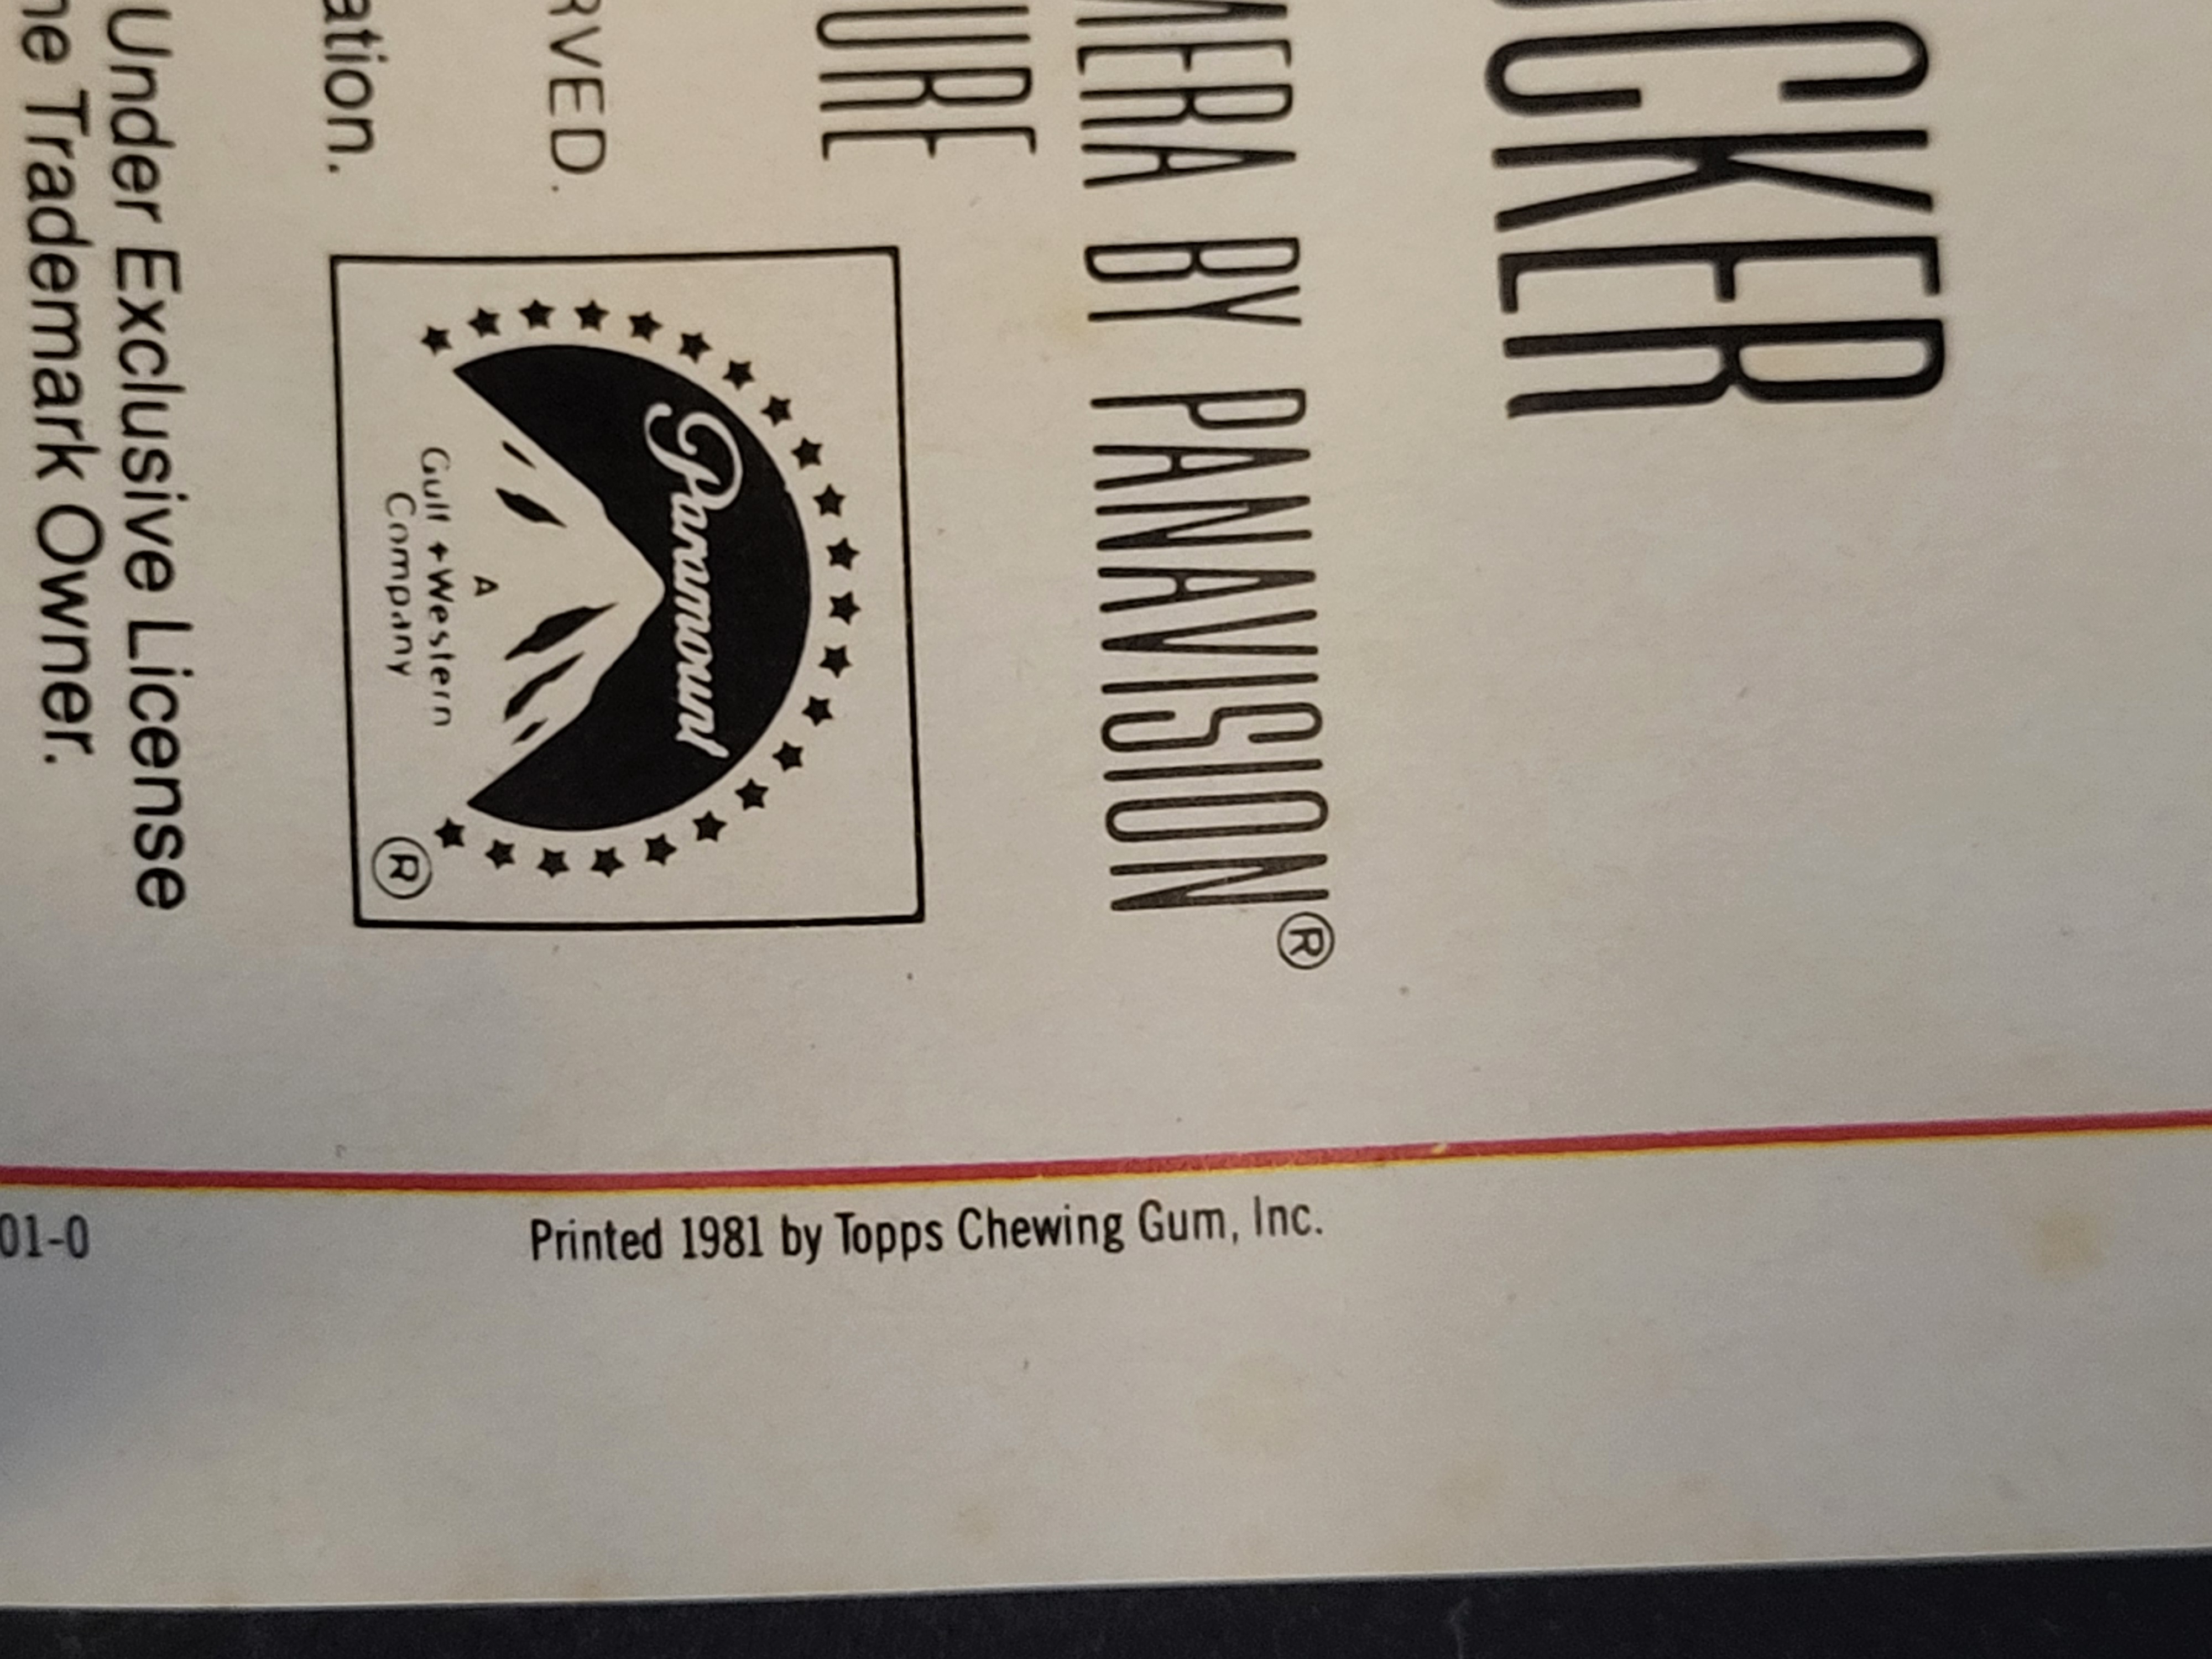 CKER
MERA BY PANAVISION®
URE
RVED.
ation.
Under Exclusive License
he Trademark Owner.
Paramount
A
Gulf + Western
Company
®
01-0
Printed 1981 by Topps Chewing Gum, Inc.